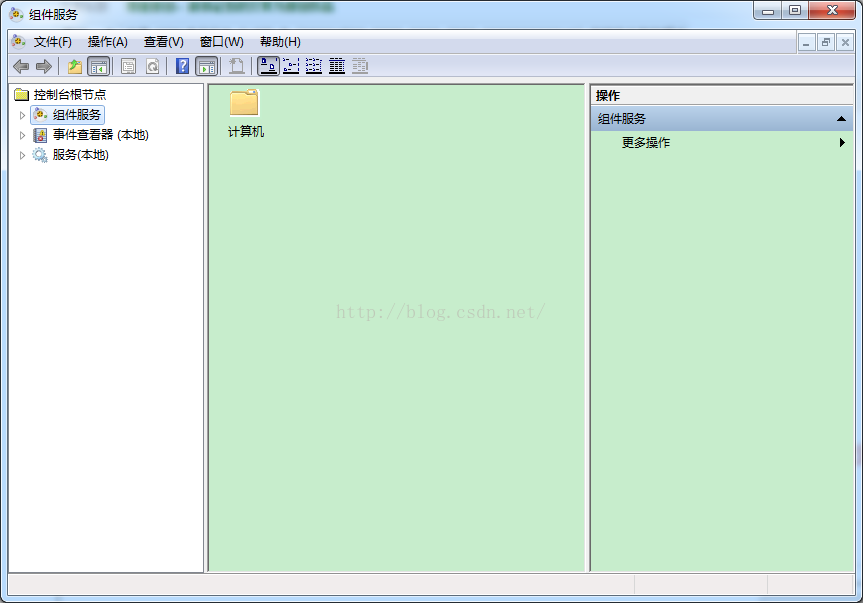 组件服务
文件(F) 操作(A) 查看(V) 窗口(W) 帮助(H)
控制台根节点
组件服务
事件查看器 (本地)
服务(本地)
计算机
http://blog.csdn.net/
操作
组件服务
更多操作